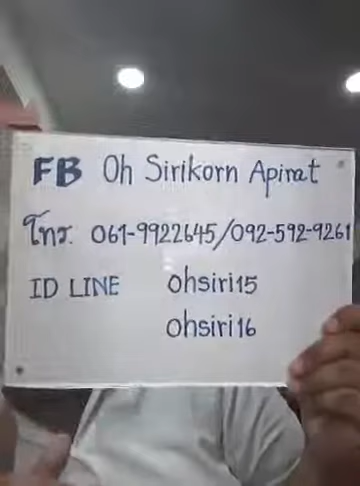 FB Oh Sirikorn Apirat
โทร. 061-9922645/092-592-9261
ID LINE ohsiri15
ohsiri16